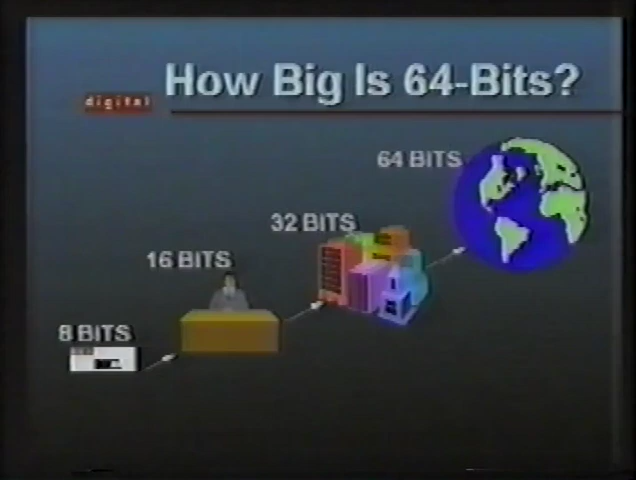 How Big Is 64-Bits?
digital
64 BITS
32 BITS
16 BITS
8 BITS